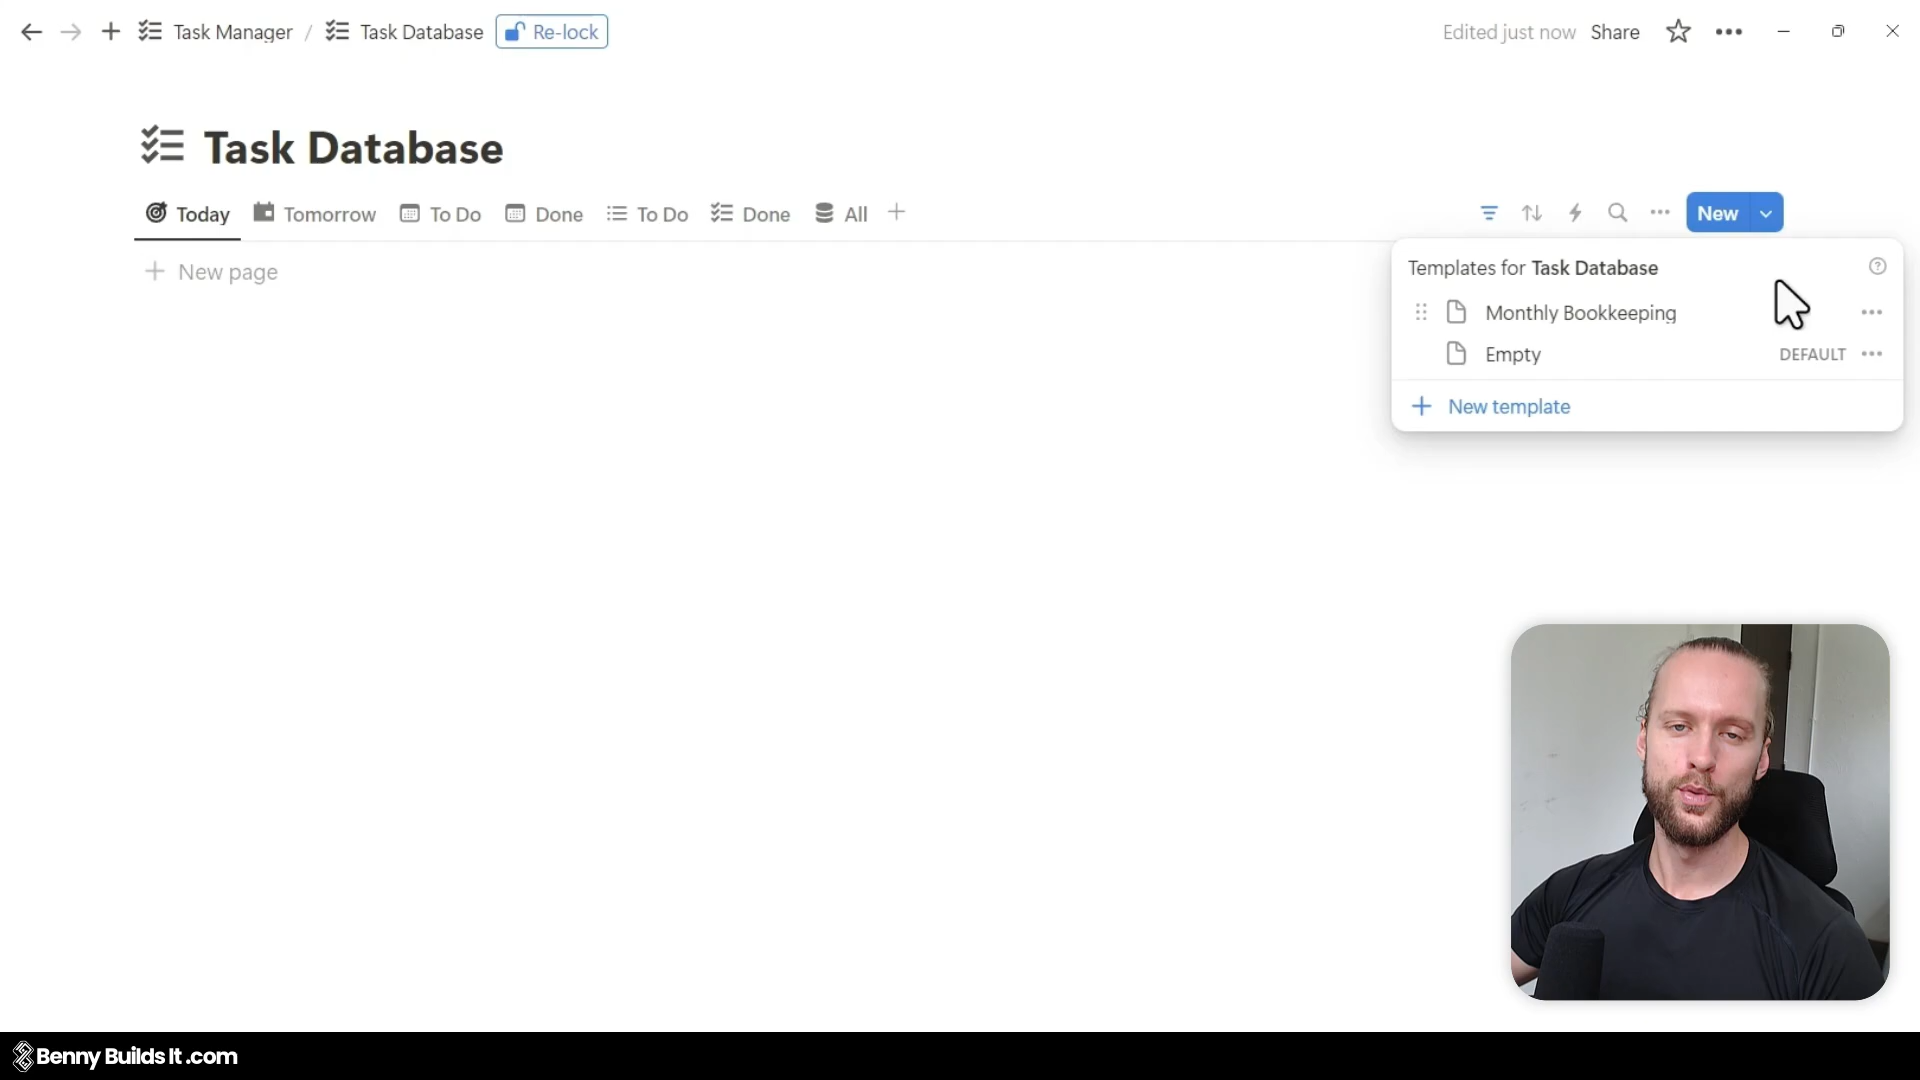 Task Manager / Task Database Re-lock Edited just now Share
Task Database
Today Tomorrow To Do Done To Do Done All New
New page
Templates for Task Database
Monthly Bookkeeping
Empty DEFAULT
New template
Benny Builds It .com